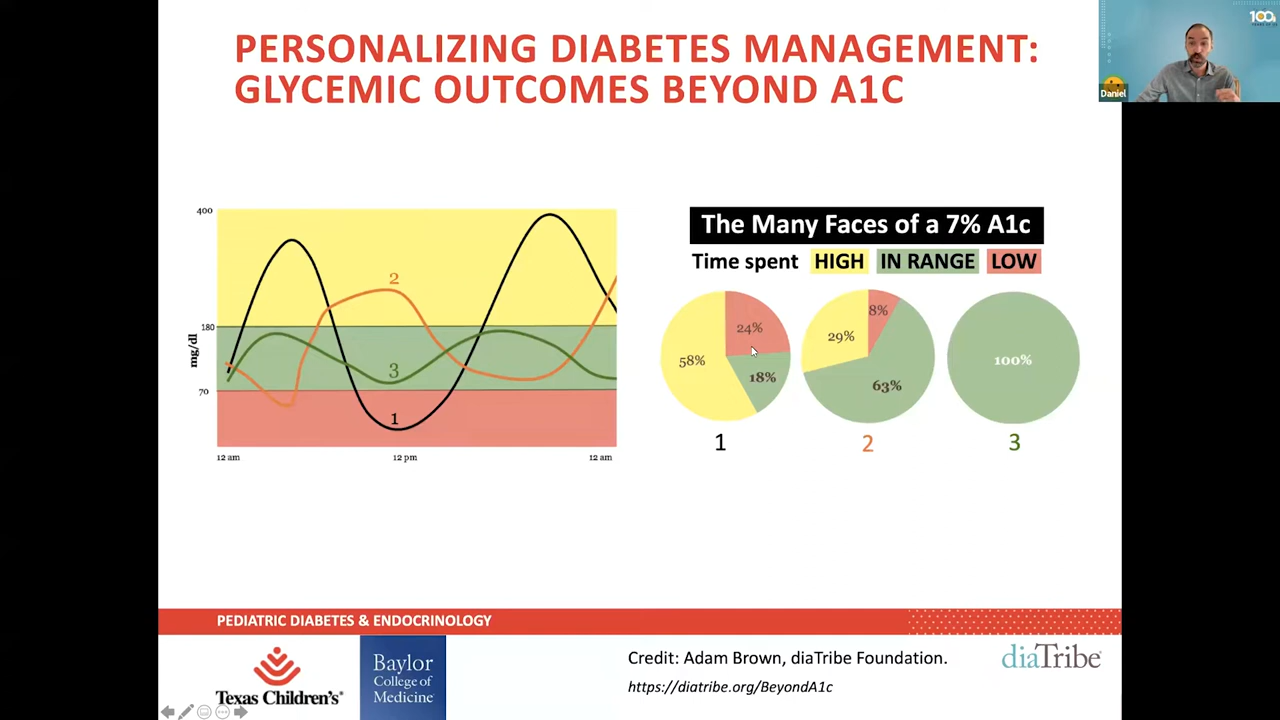 PERSONALIZING DIABETES MANAGEMENT:
GLYCEMIC OUTCOMES BEYOND A1C
100
Daniel
400
180
70
mg/dl
2
3
1
12 am
12 pm
12 am
The Many Faces of a 7% A1c
Time spent HIGH IN RANGE LOW
24%
58%
18%
8%
29%
63%
100%
1
2
3
PEDIATRIC DIABETES & ENDOCRINOLOGY
Texas Children's
Baylor
College of
Medicine
Credit: Adam Brown, diaTribe Foundation.
https://diatribe.org/BeyondA1c
diaTribe